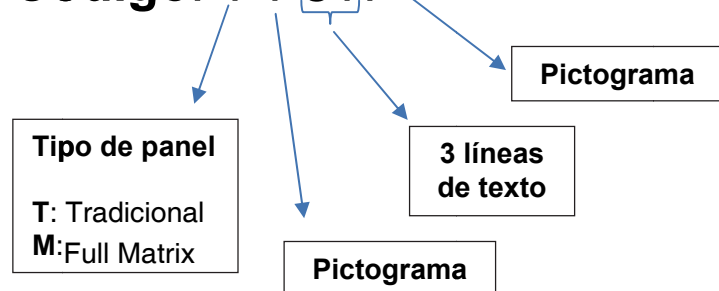 Pictograma
Tipo de panel
T: Tradicional
M:Full Matrix
3 líneas
de texto
Pictograma